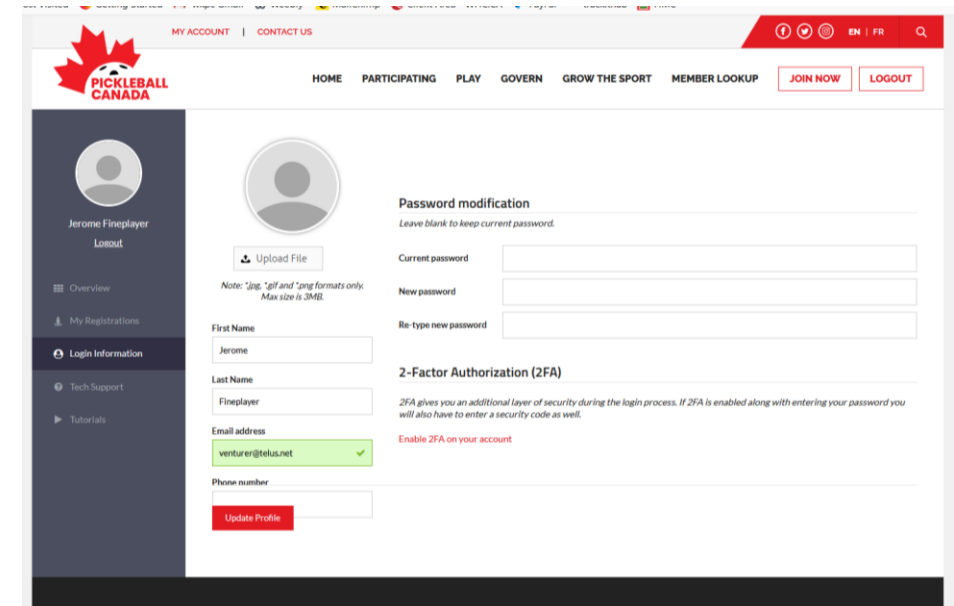 MY ACCOUNT | CONTACT US
EN | FR
PICKLEBALL
CANADA
HOME PARTICIPATING PLAY GOVERN GROW THE SPORT MEMBER LOOKUP JOIN NOW LOGOUT
Jerome Fineplayer
Logout
Overview
My Registrations
Login Information
Tech Support
Tutorials
Upload File
Note: *.jpg, *.gif and *.png formats only.
Max size is 3MB.
First Name
Jerome
Last Name
Fineplayer
Email address
venturer@telus.net
Phone number
Update Profile
Password modification
Leave blank to keep current password.
Current password
New password
Re-type new password
2-Factor Authorization (2FA)
2FA gives you an additional layer of security during the login process. If 2FA is enabled along with entering your password you
will also have to enter a security code as well.
Enable 2FA on your account